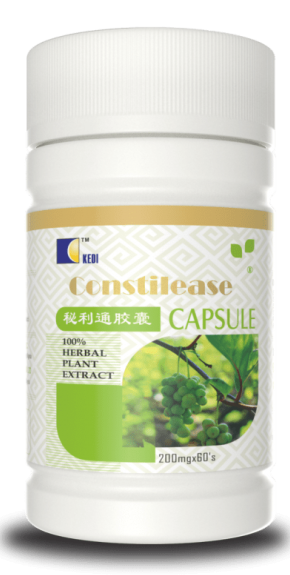 ™
KEDI
Constilease
秘利通胶囊 CAPSULE
100%
HERBAL
PLANT
EXTRACT
200mgx60's